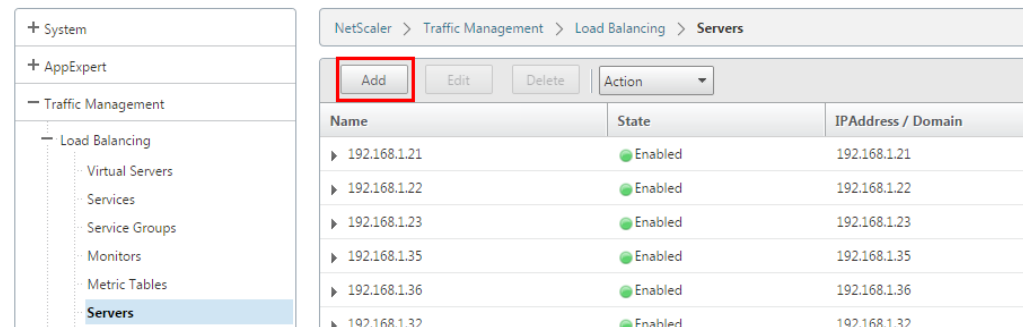 + System
+ AppExpert
− Traffic Management
− Load Balancing
Virtual Servers
Services
Service Groups
Monitors
Metric Tables
Servers
NetScaler > Traffic Management > Load Balancing > Servers
Add Edit Delete Action
Name State IPAddress / Domain
192.168.1.21 Enabled 192.168.1.21
192.168.1.22 Enabled 192.168.1.22
192.168.1.23 Enabled 192.168.1.23
192.168.1.35 Enabled 192.168.1.35
192.168.1.36 Enabled 192.168.1.36
192.168.1.32 Enabled 192.168.1.32